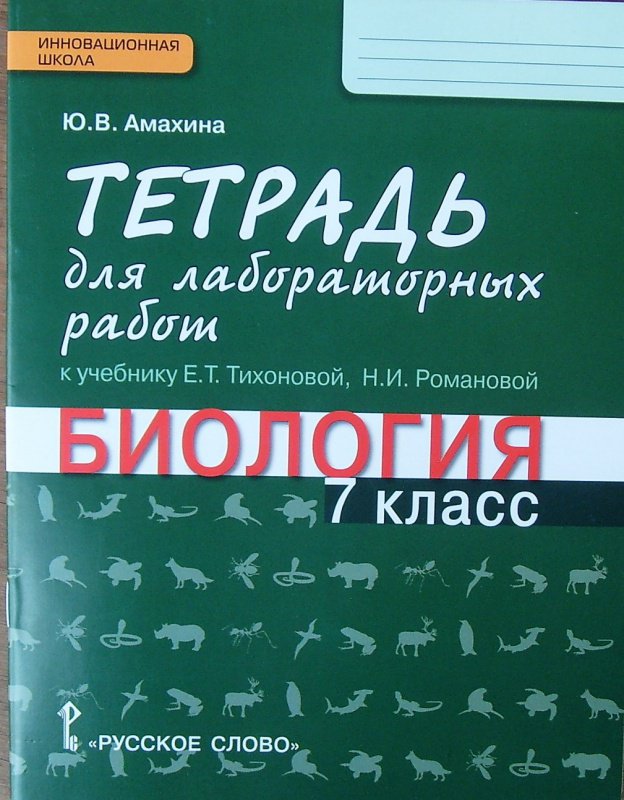 ИННОВАЦИОННАЯ
ШКОЛА
Ю.В. Амахина
ТЕТРАДЬ
для лабораторных
работ
к учебнику Е.Т. Тихоновой, Н.И. Романовой
БИОЛОГИЯ
7 класс
«РУССКОЕ СЛОВО»